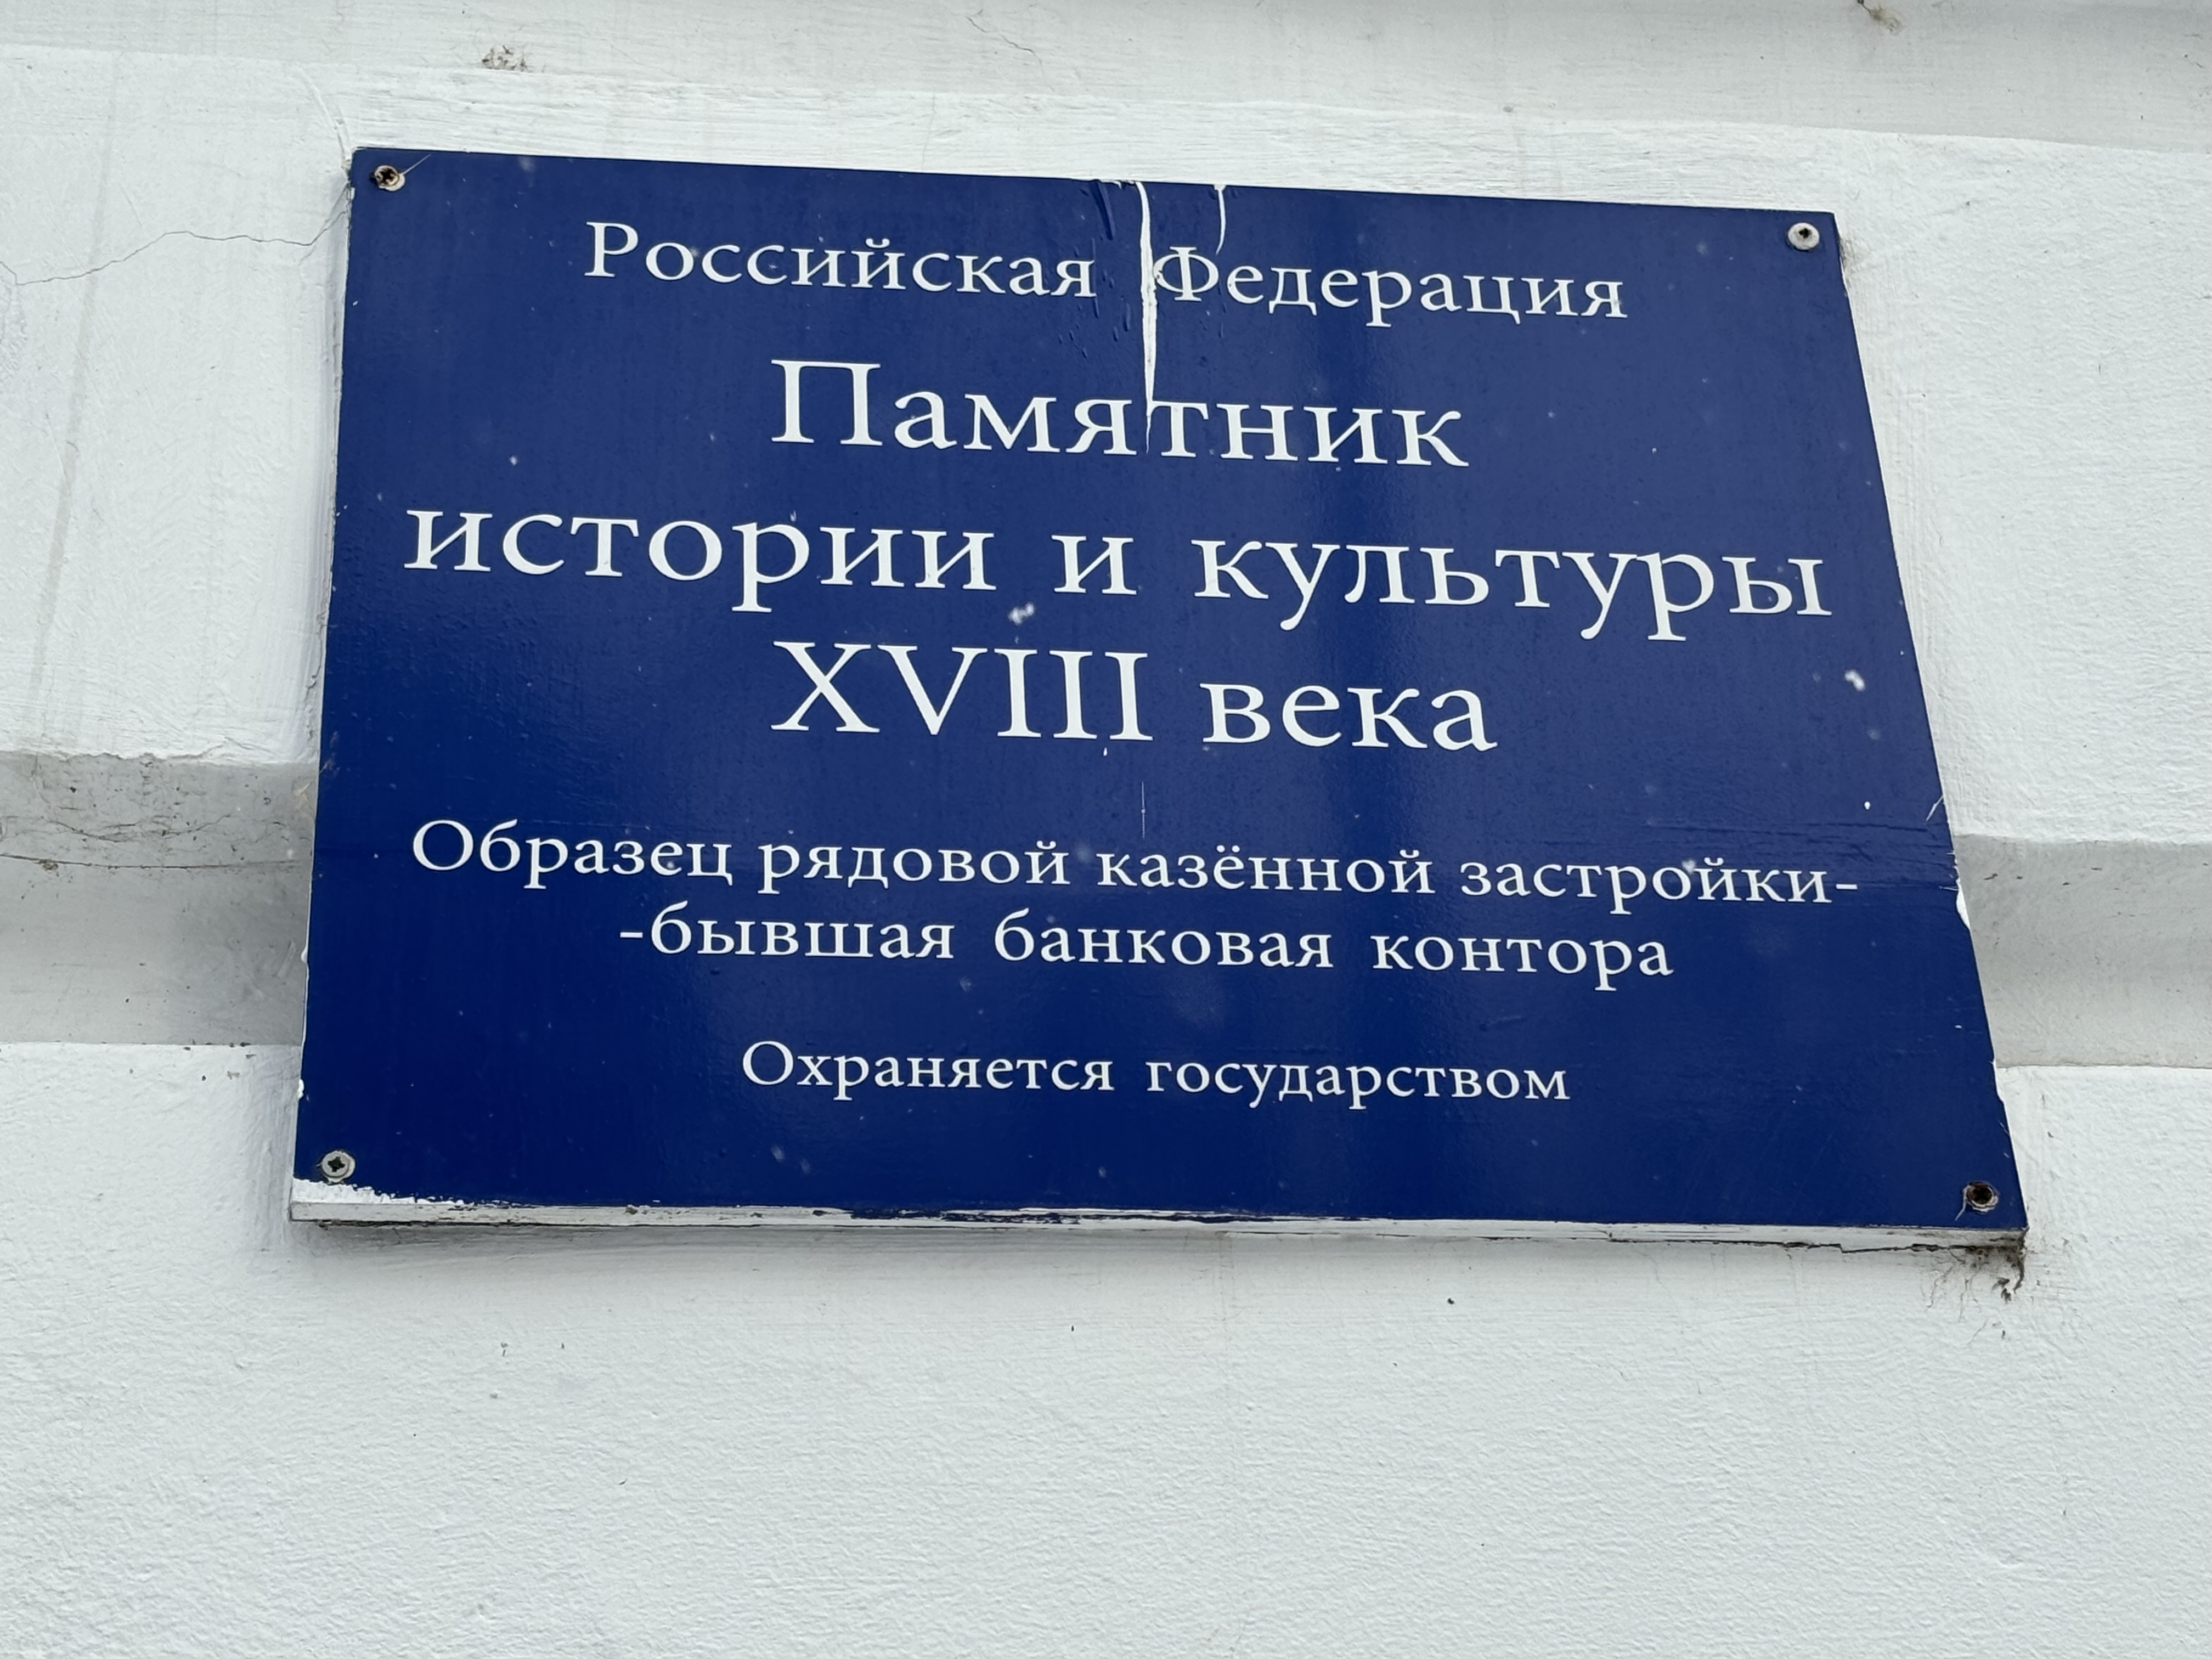 Российская Федерация
Памятник
истории и культуры
XVIII века
Образец рядовой казённой застройки-
-бывшая банковая контора
Охраняется государством